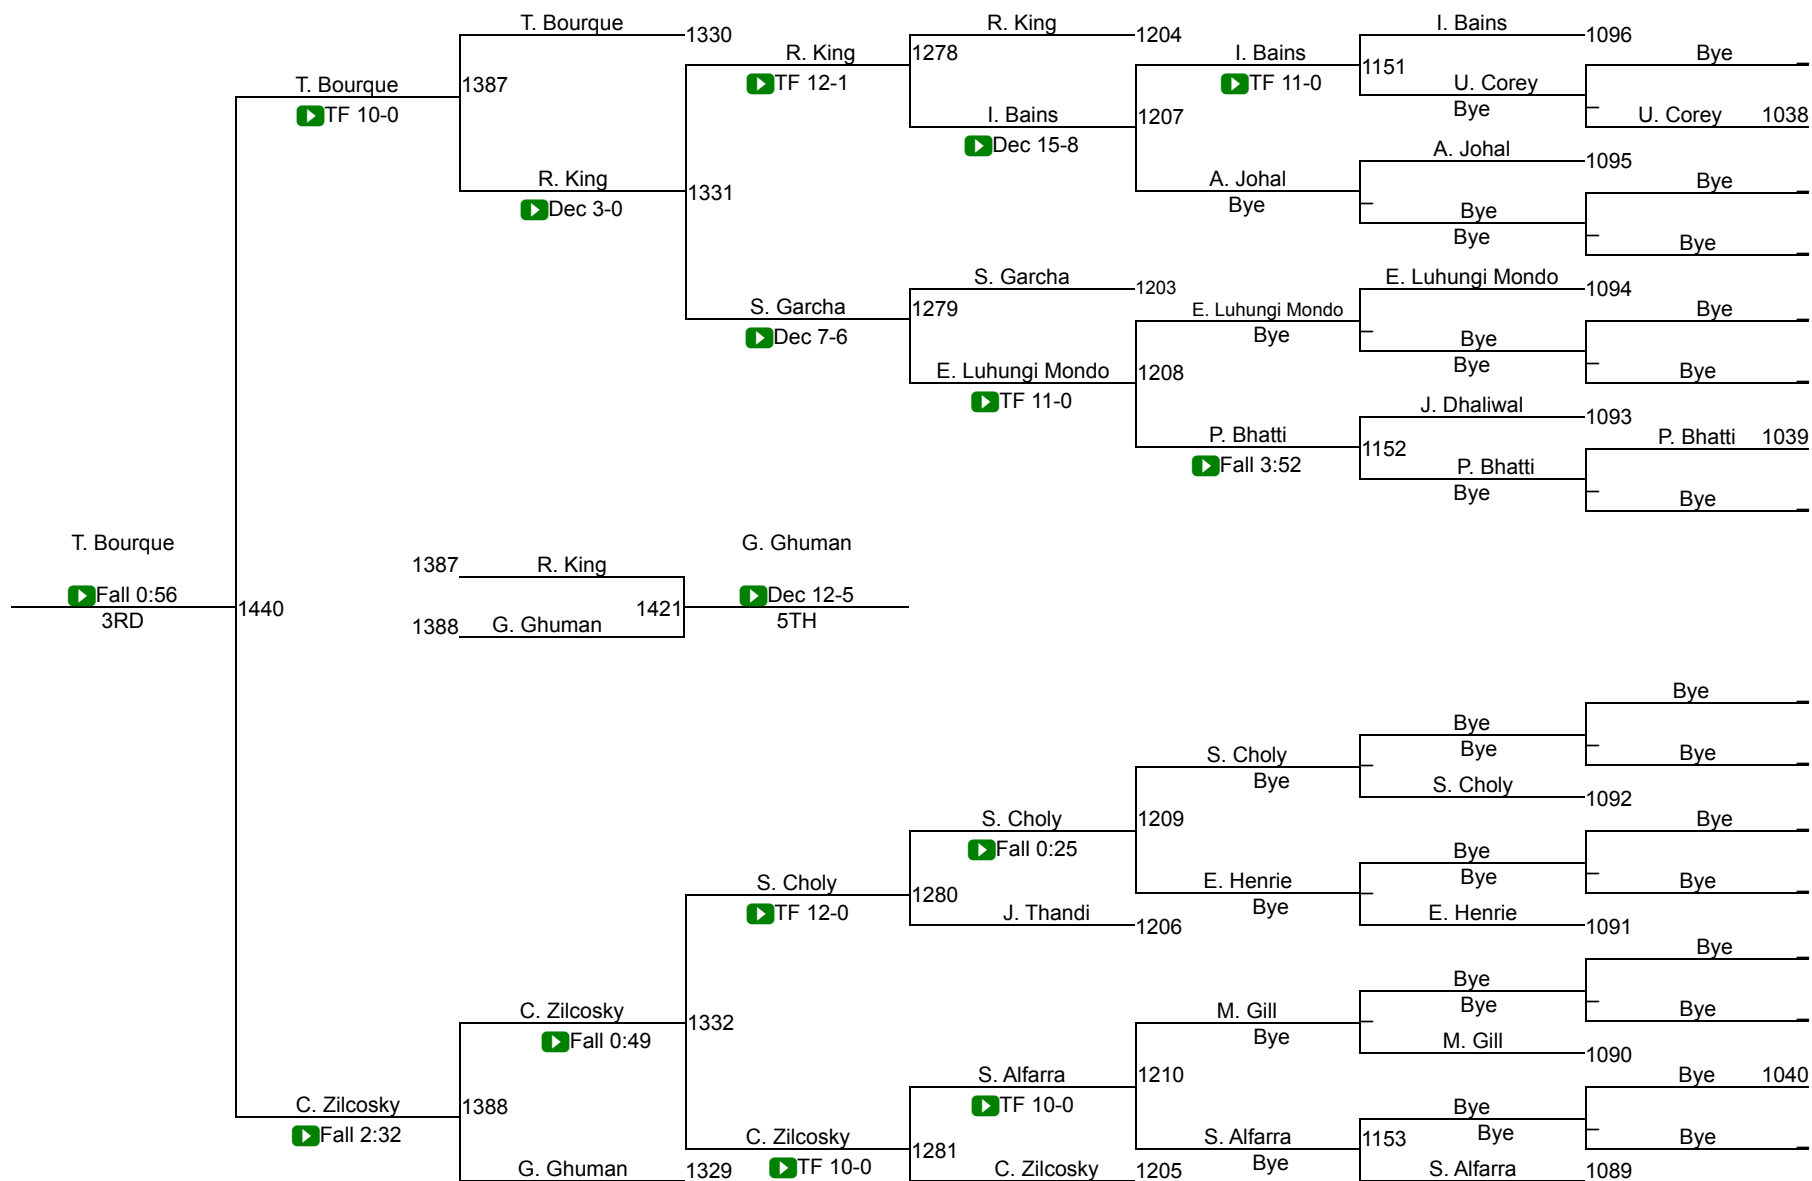 T. Bourque
R. King
I. Bains
1330
1204
1096
R. King
I. Bains
Bye
1278
1151
T. Bourque
1387
TF 12-1
TF 11-0
U. Corey
TF 10-0
I. Bains
1207
Bye
U. Corey 1038
Dec 15-8
A. Johal
1095
R. King
1331
A. Johal
Bye
Dec 3-0
Bye
Bye
Bye
Bye
S. Garcha
E. Luhungi Mondo
1203
1094
S. Garcha
1279
E. Luhungi Mondo
Bye
Dec 7-6
Bye
Bye
E. Luhungi Mondo
1208
Bye
Bye
TF 11-0
J. Dhaliwal
1093
P. Bhatti
1152
P. Bhatti 1039
Fall 3:52
P. Bhatti
Bye
Bye
T. Bourque
G. Ghuman
1387
R. King
Fall 0:56
1440
1421
Dec 12-5
3RD
1388
G. Ghuman
5TH
Bye
Bye
S. Choly
Bye
Bye
Bye
S. Choly
1092
S. Choly
1209
Bye
Fall 0:25
Bye
S. Choly
1280
E. Henrie
Bye
Bye
TF 12-0
J. Thandi
1206
Bye
E. Henrie
1091
Bye
Bye
C. Zilcosky
1332
M. Gill
Bye
Bye
Fall 0:49
Bye
M. Gill
1090
S. Alfarra
1210
Bye 1040
C. Zilcosky
1388
TF 10-0
Bye
Fall 2:32
C. Zilcosky
1281
S. Alfarra
1153
Bye
Bye
G. Ghuman
1329
TF 10-0
C. Zilcosky
1205
Bye
S. Alfarra
1089